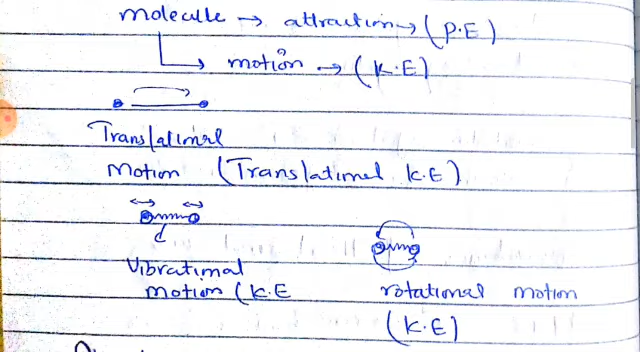 molecule → attraction → (P.E)
motion → (K.E)
Translational
Motion (Translational K.E)
Vibrational
motion (K.E
rotational motion
(K.E)